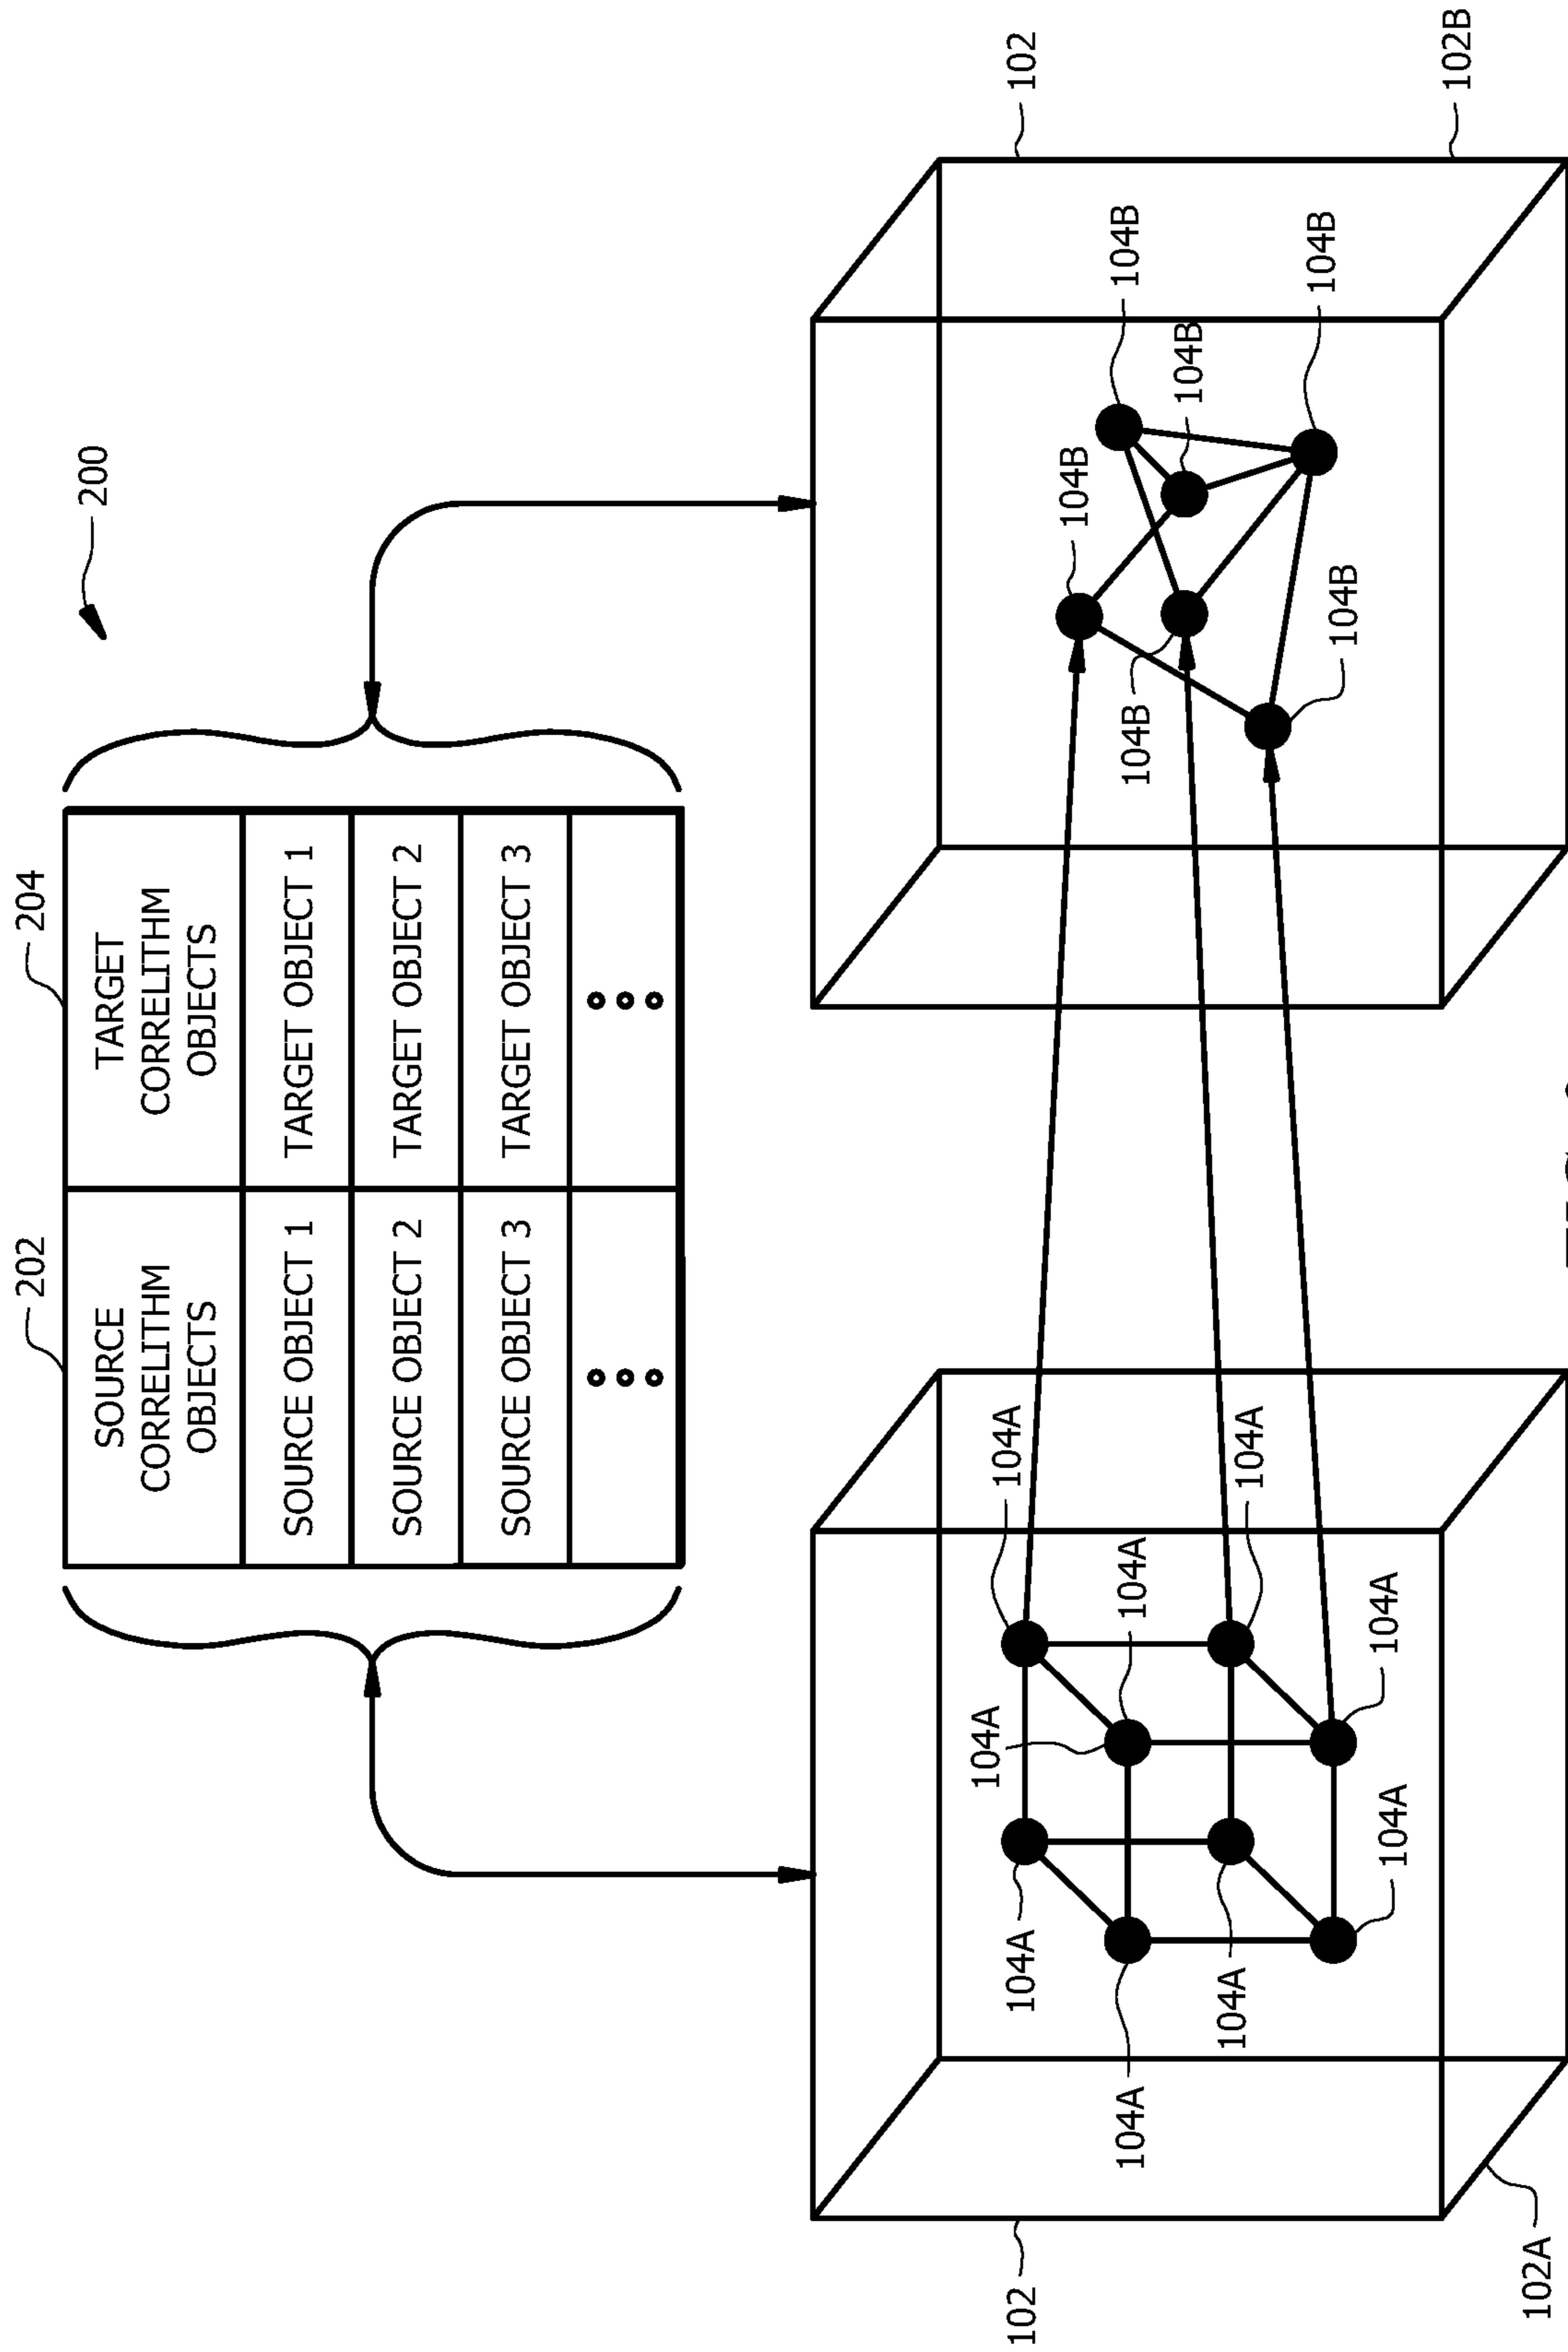 200
202
204
SOURCE
CORRELITHM
OBJECTS
TARGET
CORRELITHM
OBJECTS
SOURCE OBJECT 1
TARGET OBJECT 1
SOURCE OBJECT 2
TARGET OBJECT 2
SOURCE OBJECT 3
TARGET OBJECT 3
102
102A
104A
104A
104A
104A
104A
104A
104A
104A
104A
102
102B
104B
104B
104B
104B
104B
104B